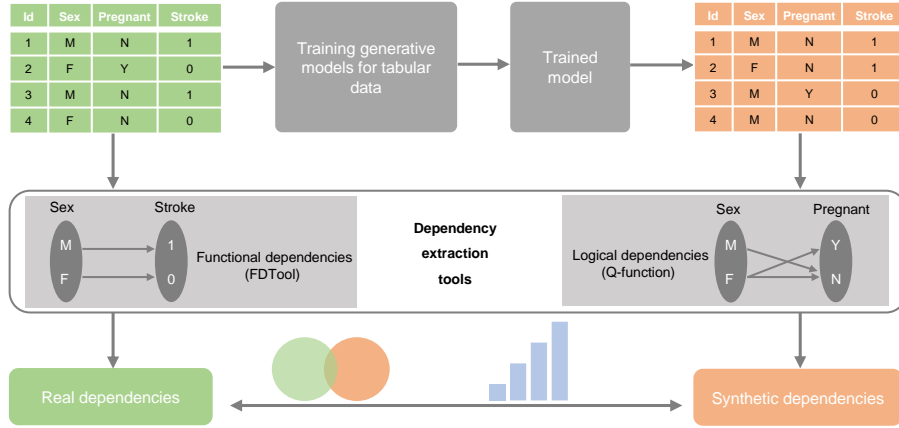 Id Sex Pregnant Stroke
1 M N 1
2 F Y 0
3 M N 1
4 F N 0
Training generative
models for tabular
data
Trained
model
Id Sex Pregnant Stroke
1 M N 1
2 F N 1
3 M Y 0
4 M N 0
Sex Stroke
M 1
F 0
Functional dependencies
(FDTool)
Dependency
extraction
tools
Logical dependencies
(Q-function)
Sex Pregnant
M Y
F N
Real dependencies
Synthetic dependencies